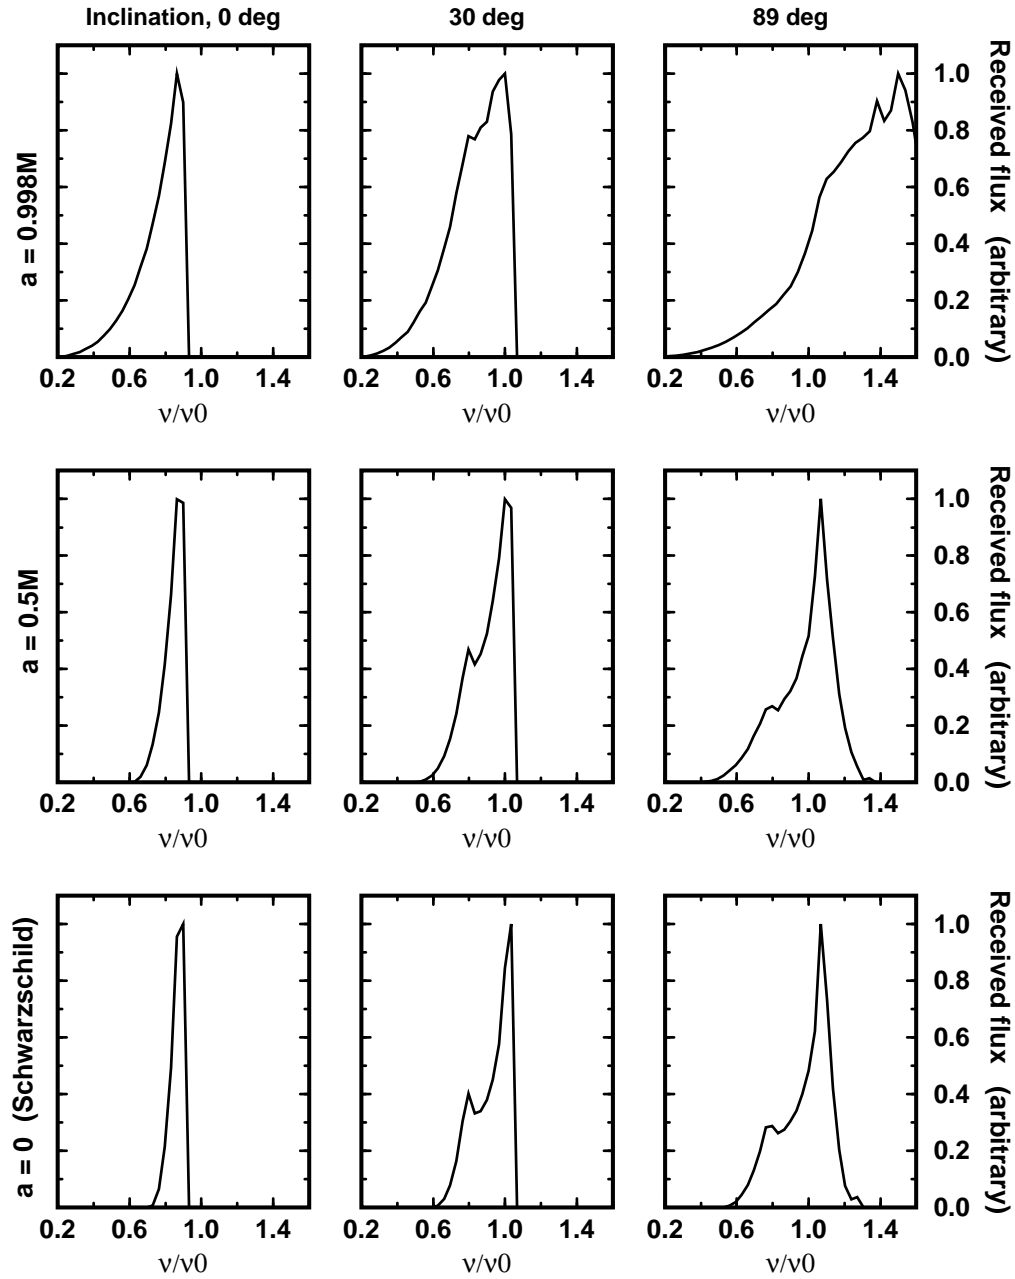 Inclination, 0 deg
30 deg
89 deg
a = 0.998M
0.2 0.6 1.0 1.4
ν/ν0
0.2 0.6 1.0 1.4
ν/ν0
0.2 0.6 1.0 1.4
ν/ν0
1.0
0.8
0.6
0.4
0.2
0.0
Received flux (arbitrary)
a = 0.5M
0.2 0.6 1.0 1.4
ν/ν0
0.2 0.6 1.0 1.4
ν/ν0
0.2 0.6 1.0 1.4
ν/ν0
1.0
0.8
0.6
0.4
0.2
0.0
Received flux (arbitrary)
a = 0 (Schwarzschild)
0.2 0.6 1.0 1.4
ν/ν0
0.2 0.6 1.0 1.4
ν/ν0
0.2 0.6 1.0 1.4
ν/ν0
1.0
0.8
0.6
0.4
0.2
0.0
Received flux (arbitrary)